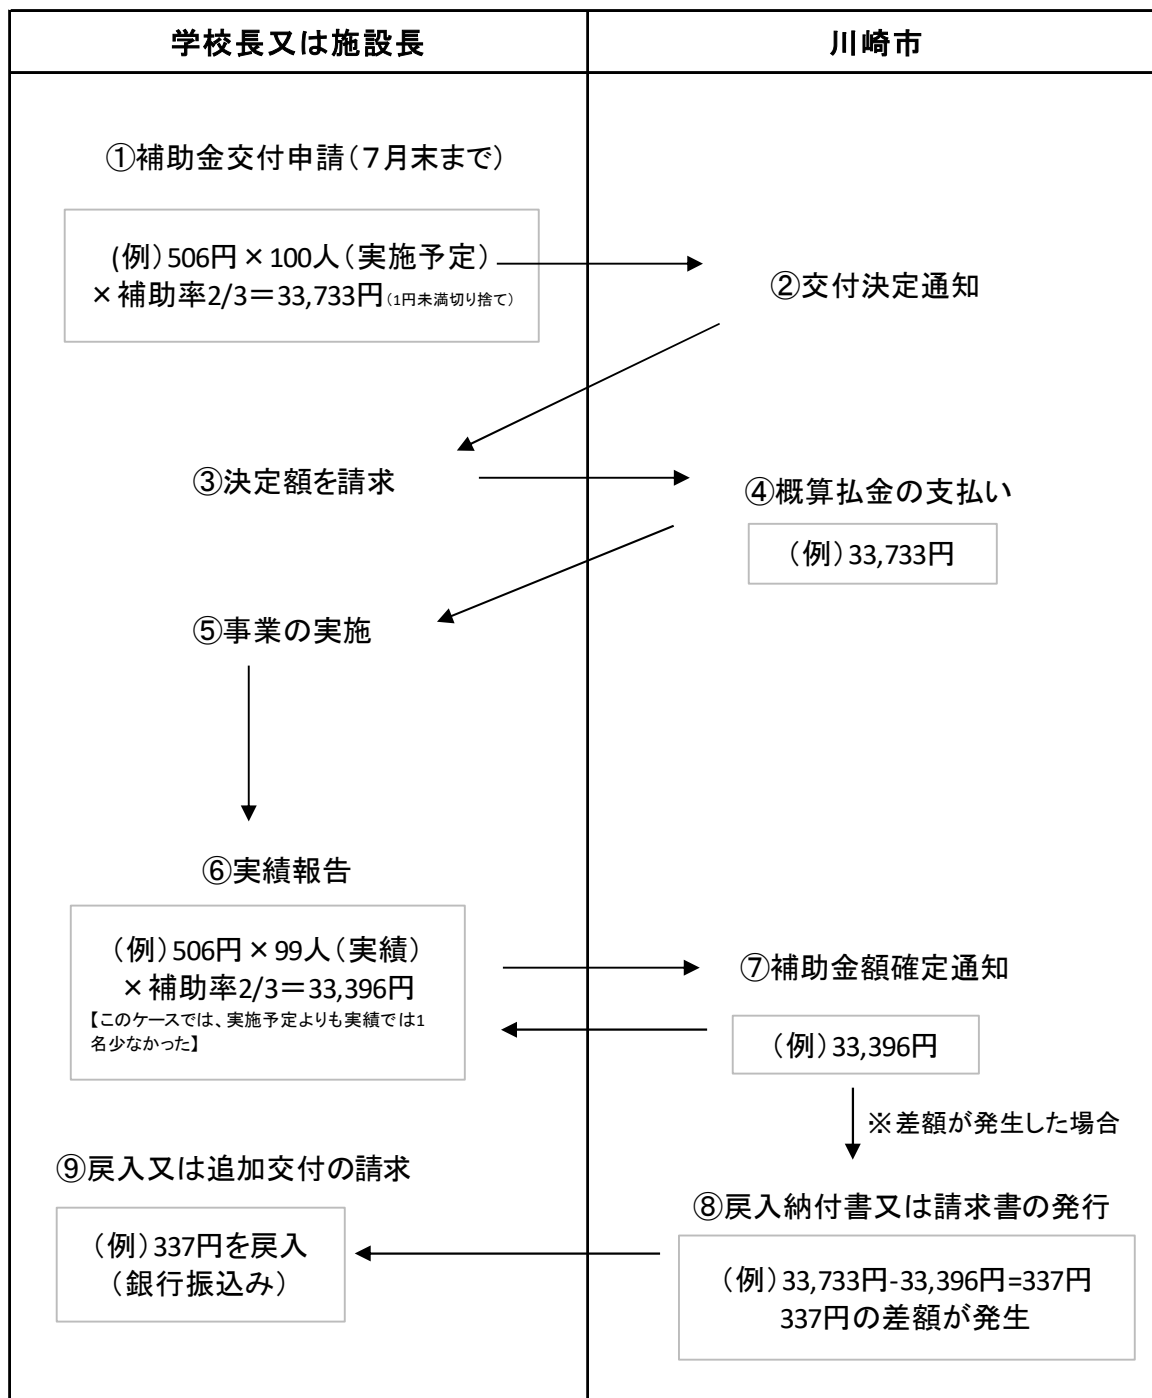 学校長又は施設長
川崎市
①補助金交付申請（７月末まで）
(例）506円×100人（実施予定）
×補助率2/3＝33,733円（1円未満切り捨て）
②交付決定通知
③決定額を請求
④概算払金の支払い
（例）33,733円
⑤事業の実施
⑥実績報告
（例）506円×99人（実績）
×補助率2/3＝33,396円
【このケースでは、実施予定よりも実績では1
名少なかった】
⑦補助金額確定通知
（例）33,396円
※差額が発生した場合
⑧戻入納付書又は請求書の発行
（例）33,733円-33,396円=337円
337円の差額が発生
⑨戻入又は追加交付の請求
（例）337円を戻入
（銀行振込み）